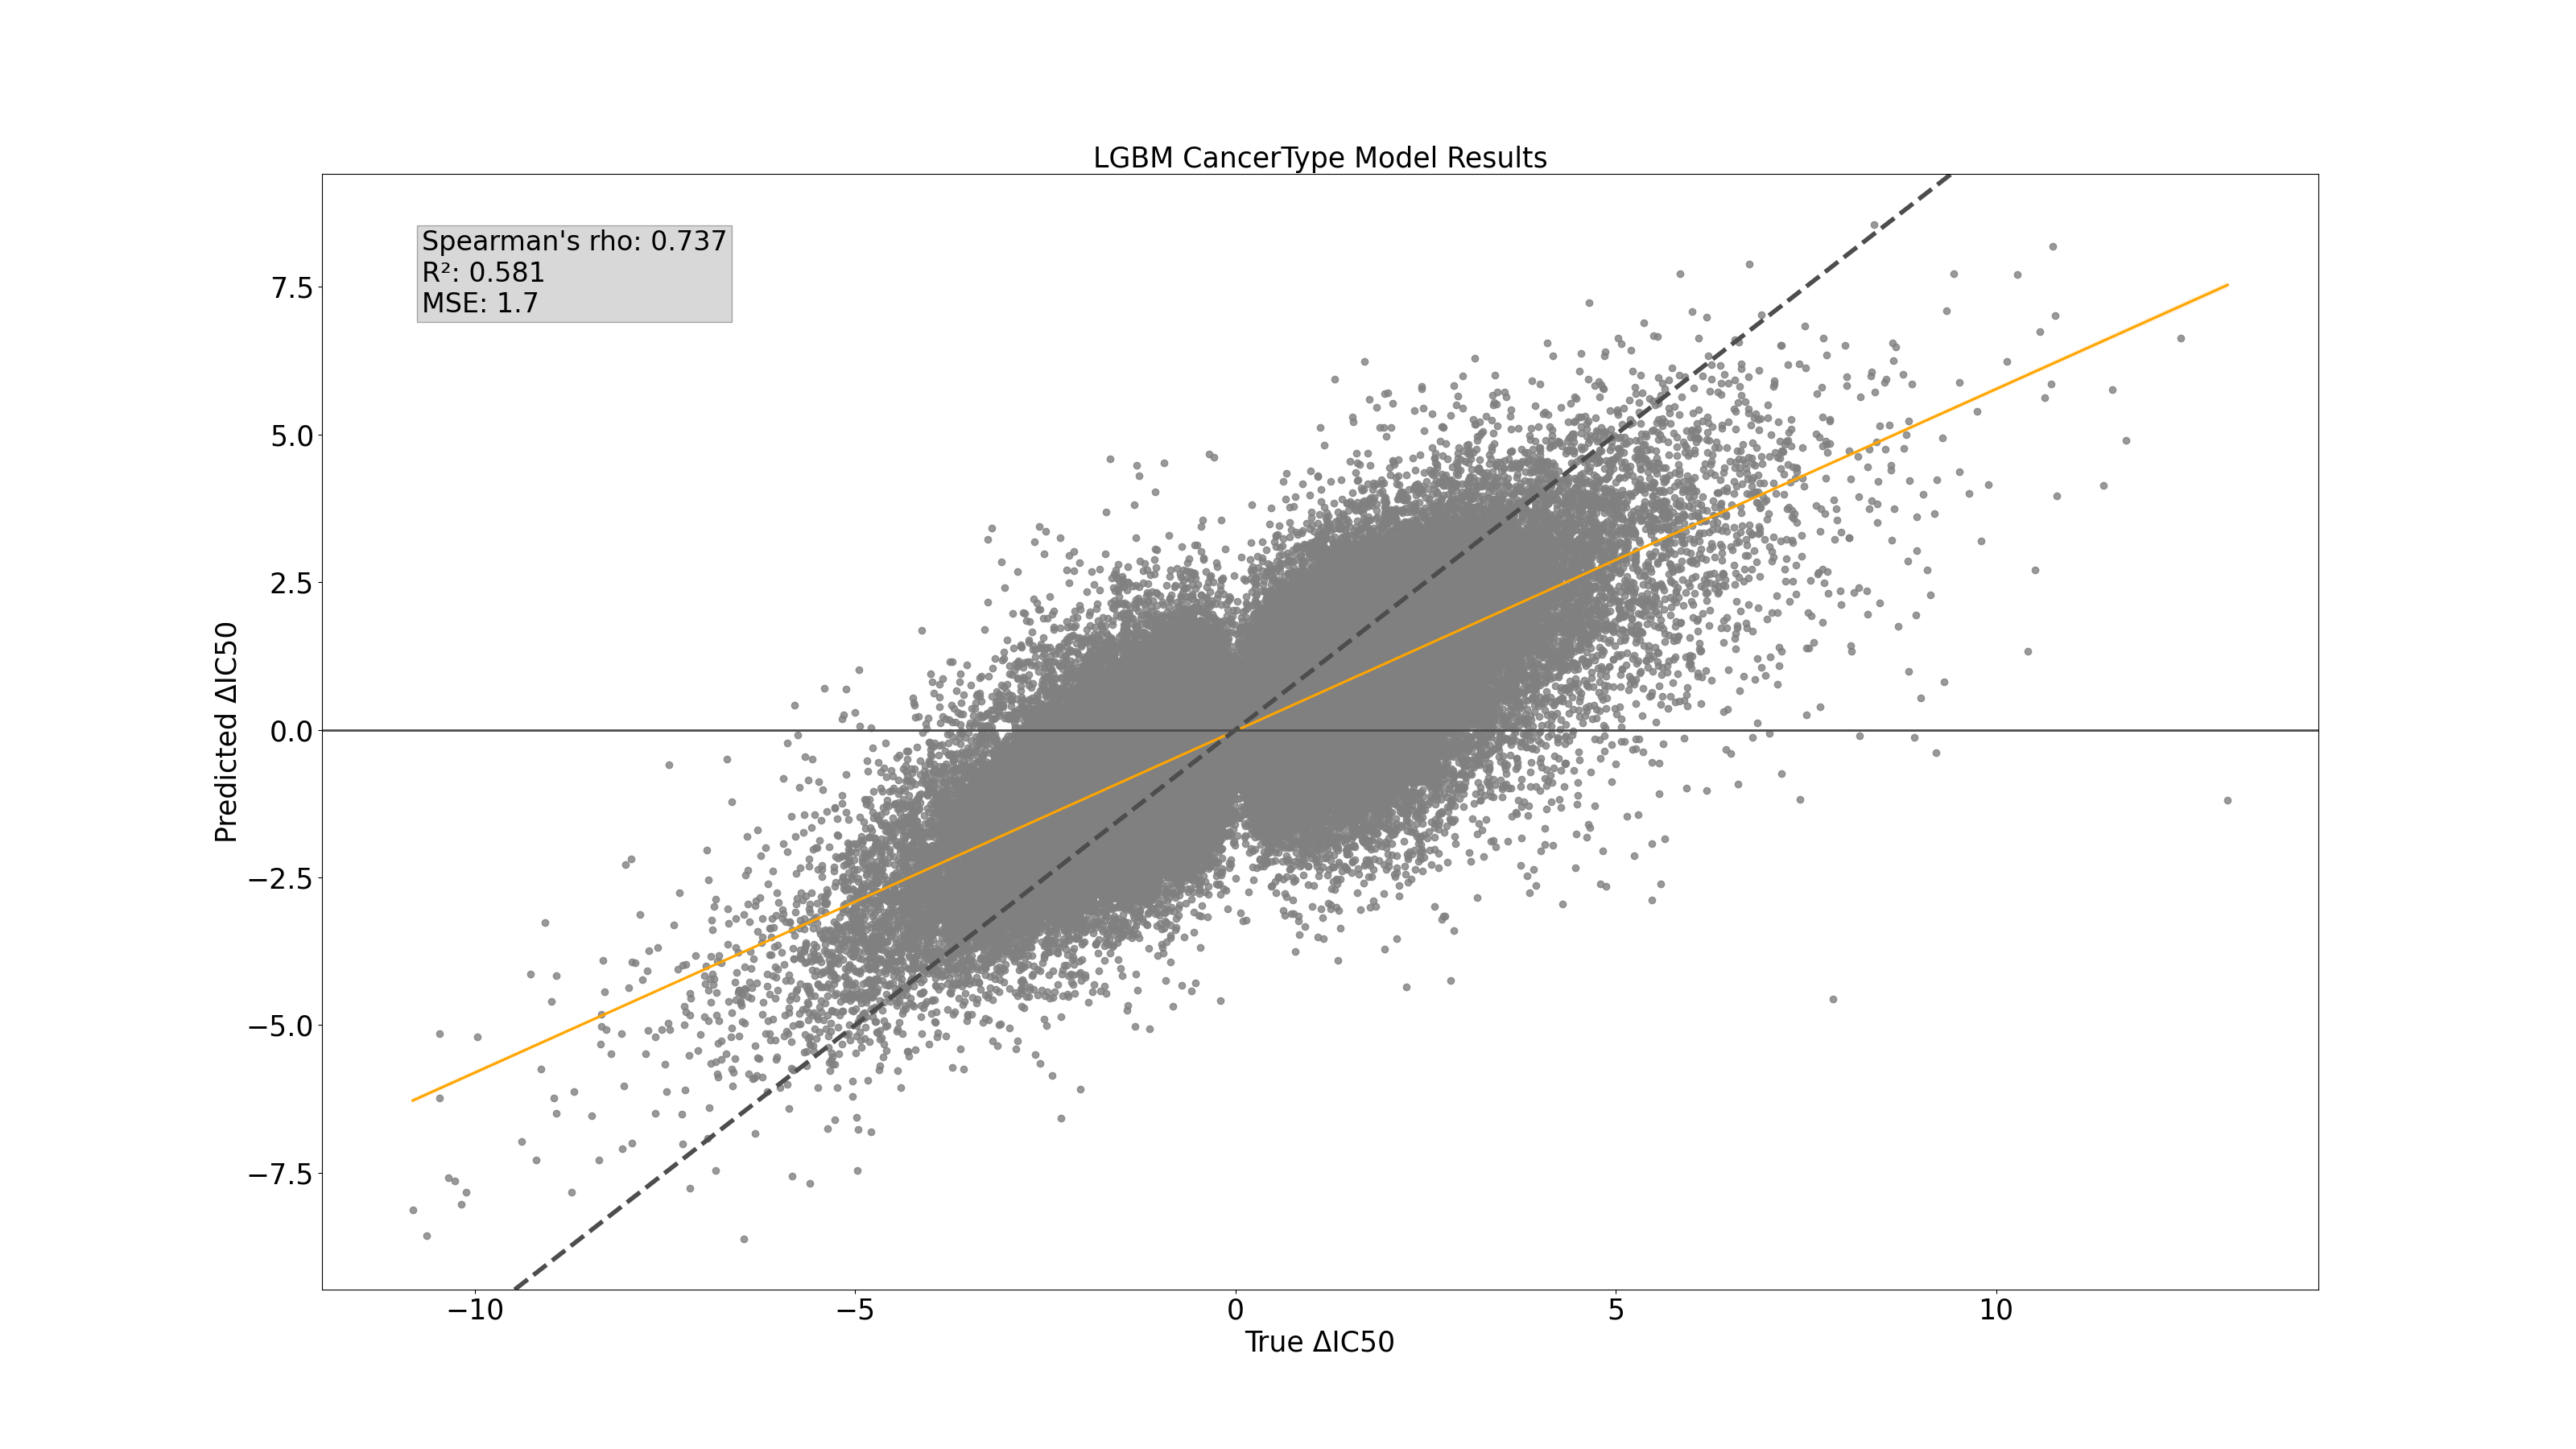 LGBM CancerType Model Results
Spearman's rho: 0.737
R²: 0.581
MSE: 1.7
7.5
5.0
2.5
0.0
−2.5
−5.0
−7.5
Predicted ΔIC50
−10
−5
0
5
10
True ΔIC50